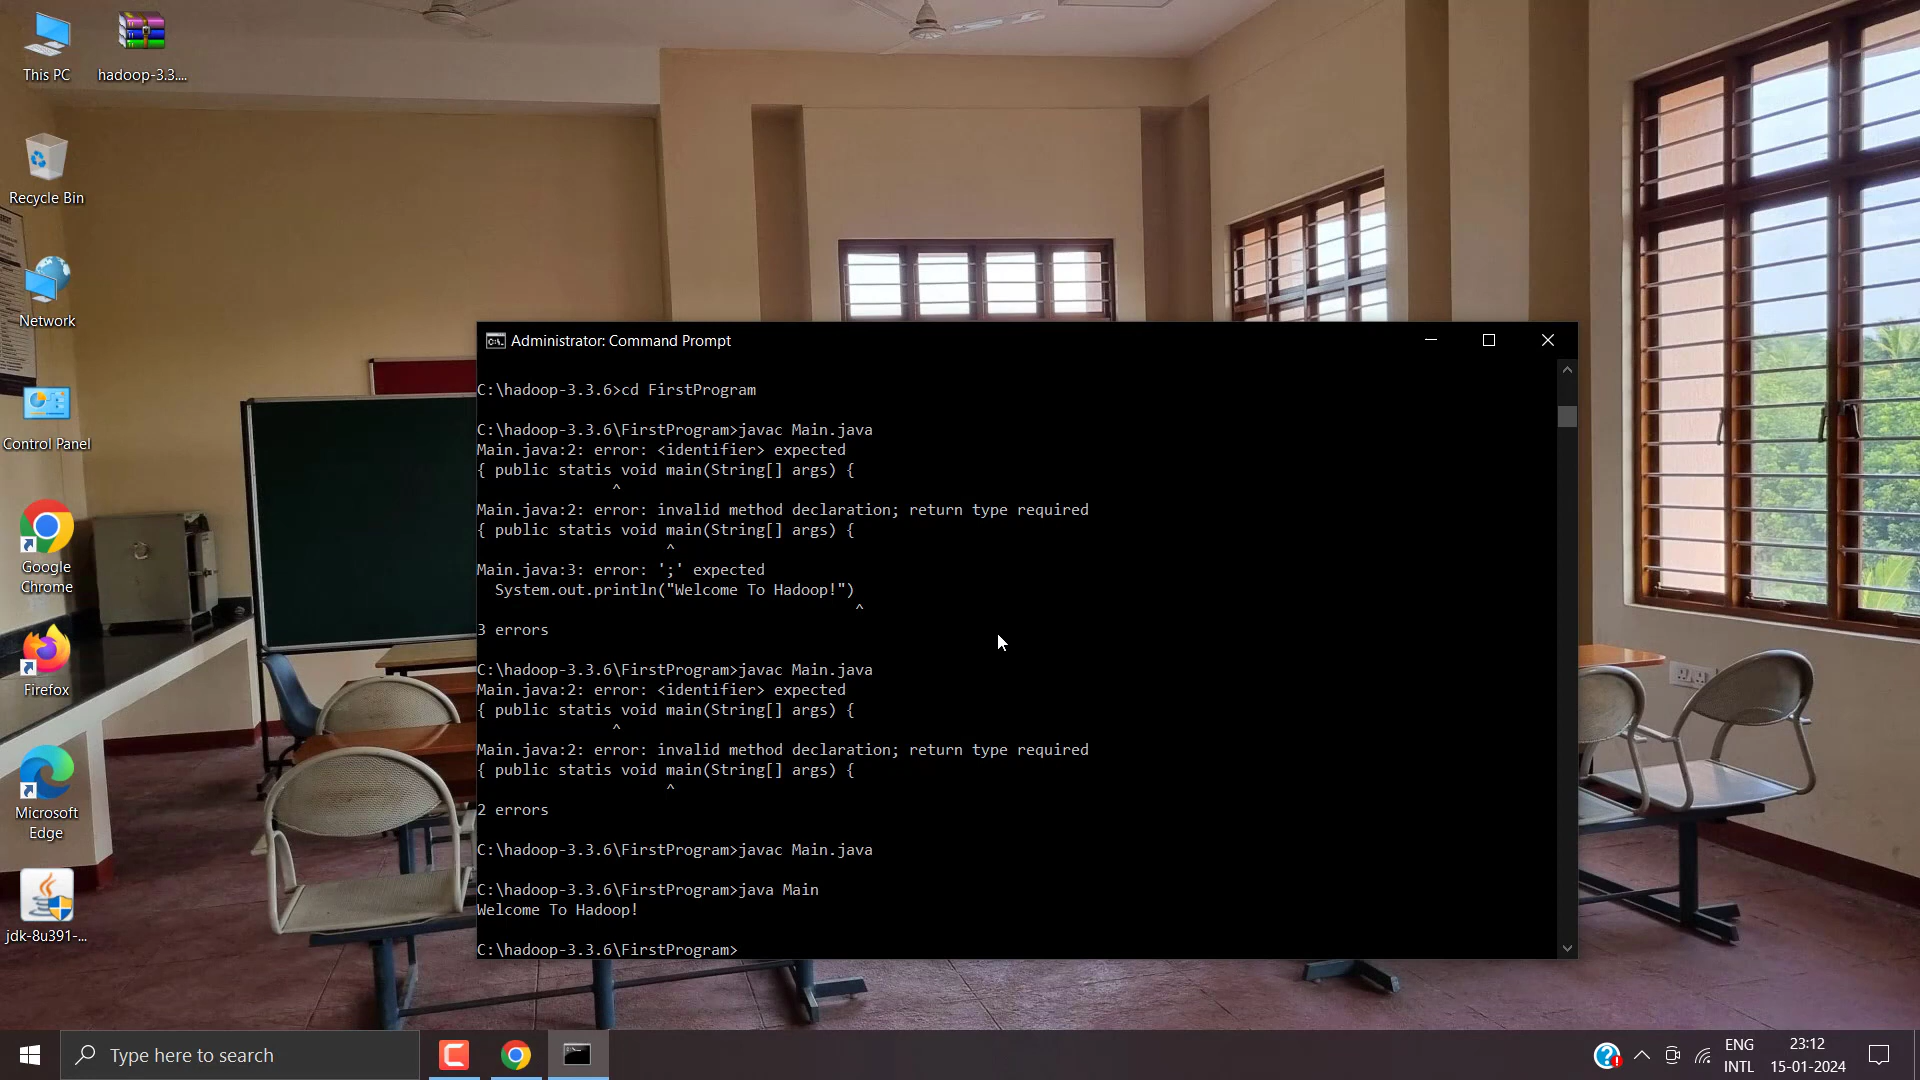 This PC
hadoop-3.3....
Recycle Bin
Network
Control Panel
Google
Chrome
Firefox
Microsoft
Edge
jdk-8u391-...
Administrator: Command Prompt
C:\hadoop-3.3.6>cd FirstProgram
C:\hadoop-3.3.6\FirstProgram>javac Main.java
Main.java:2: error: <identifier> expected
{ public statis void main(String[] args) {
^
Main.java:2: error: invalid method declaration; return type required
{ public statis void main(String[] args) {
^
Main.java:3: error: ';' expected
System.out.println("Welcome To Hadoop!")
^
3 errors
C:\hadoop-3.3.6\FirstProgram>javac Main.java
Main.java:2: error: <identifier> expected
{ public statis void main(String[] args) {
^
Main.java:2: error: invalid method declaration; return type required
{ public statis void main(String[] args) {
^
2 errors
C:\hadoop-3.3.6\FirstProgram>javac Main.java
C:\hadoop-3.3.6\FirstProgram>java Main
Welcome To Hadoop!
C:\hadoop-3.3.6\FirstProgram>
Type here to search
ENG
INTL
23:12
15-01-2024